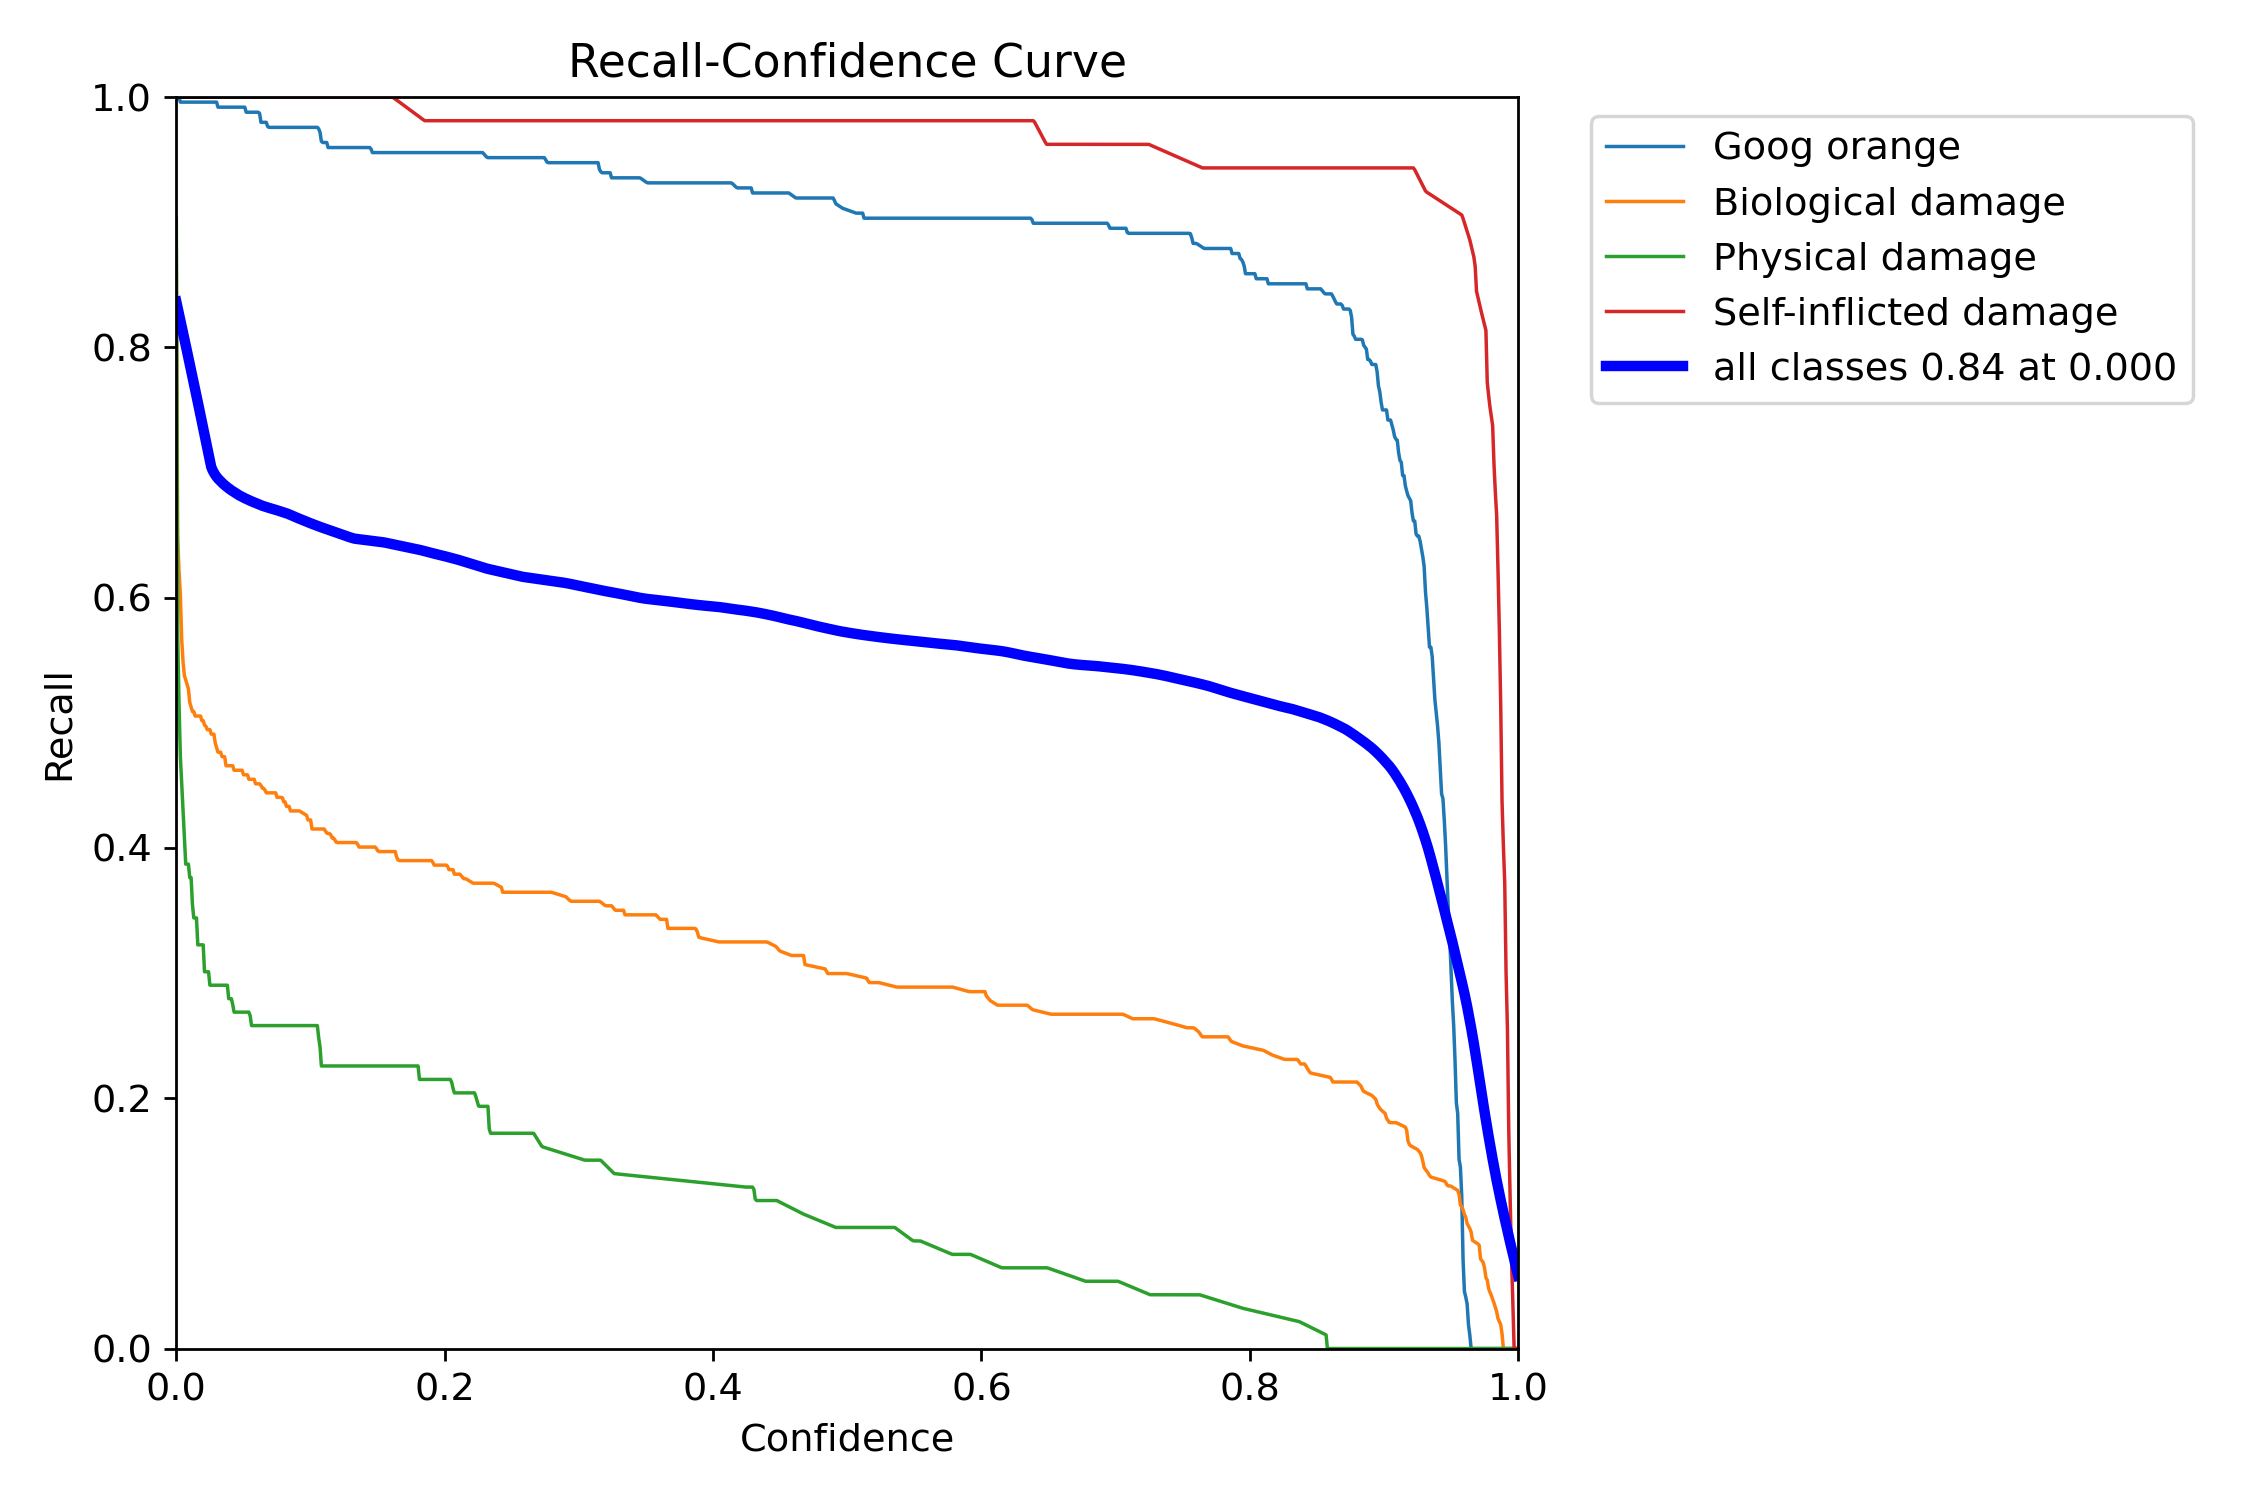 Recall-Confidence Curve
1.0
0.8
0.6
0.4
0.2
0.0
Recall
0.0 0.2 0.4 0.6 0.8 1.0
Confidence
Goog orange
Biological damage
Physical damage
Self-inflicted damage
all classes 0.84 at 0.000